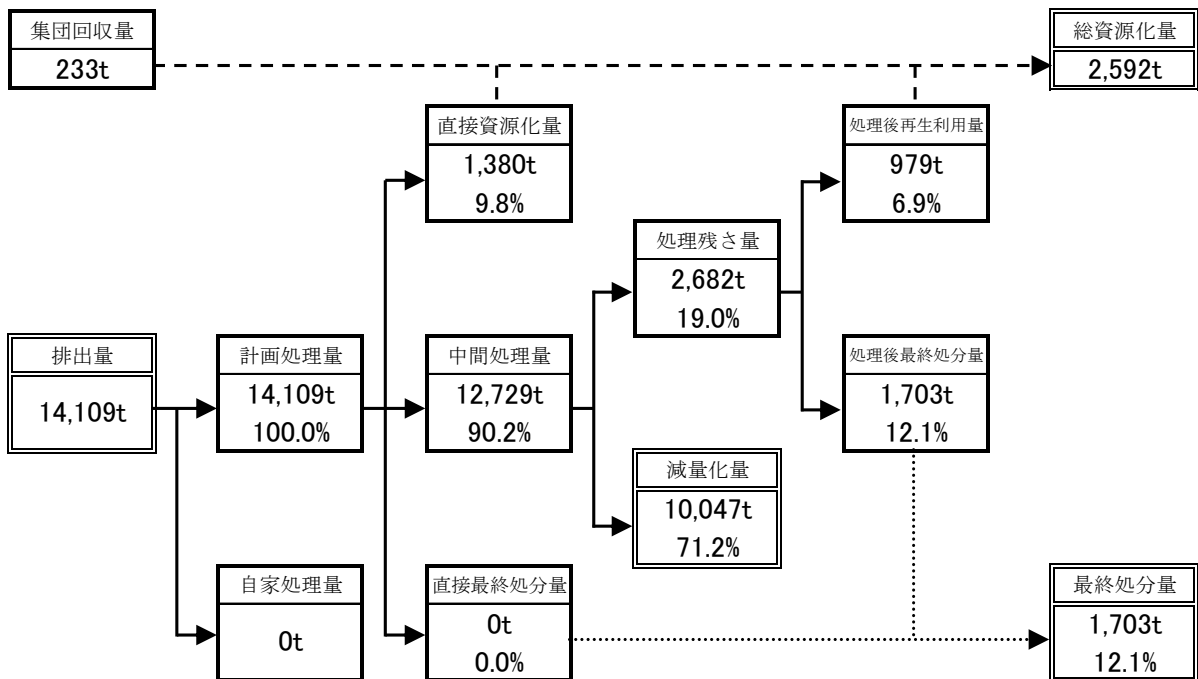 集団回収量
233t
総資源化量
2,592t
直接資源化量
1,380t
9.8%
処理後再生利用量
979t
6.9%
処理残さ量
2,682t
19.0%
排出量
14,109t
計画処理量
14,109t
100.0%
中間処理量
12,729t
90.2%
処理後最終処分量
1,703t
12.1%
減量化量
10,047t
71.2%
自家処理量
0t
直接最終処分量
0t
0.0%
最終処分量
1,703t
12.1%